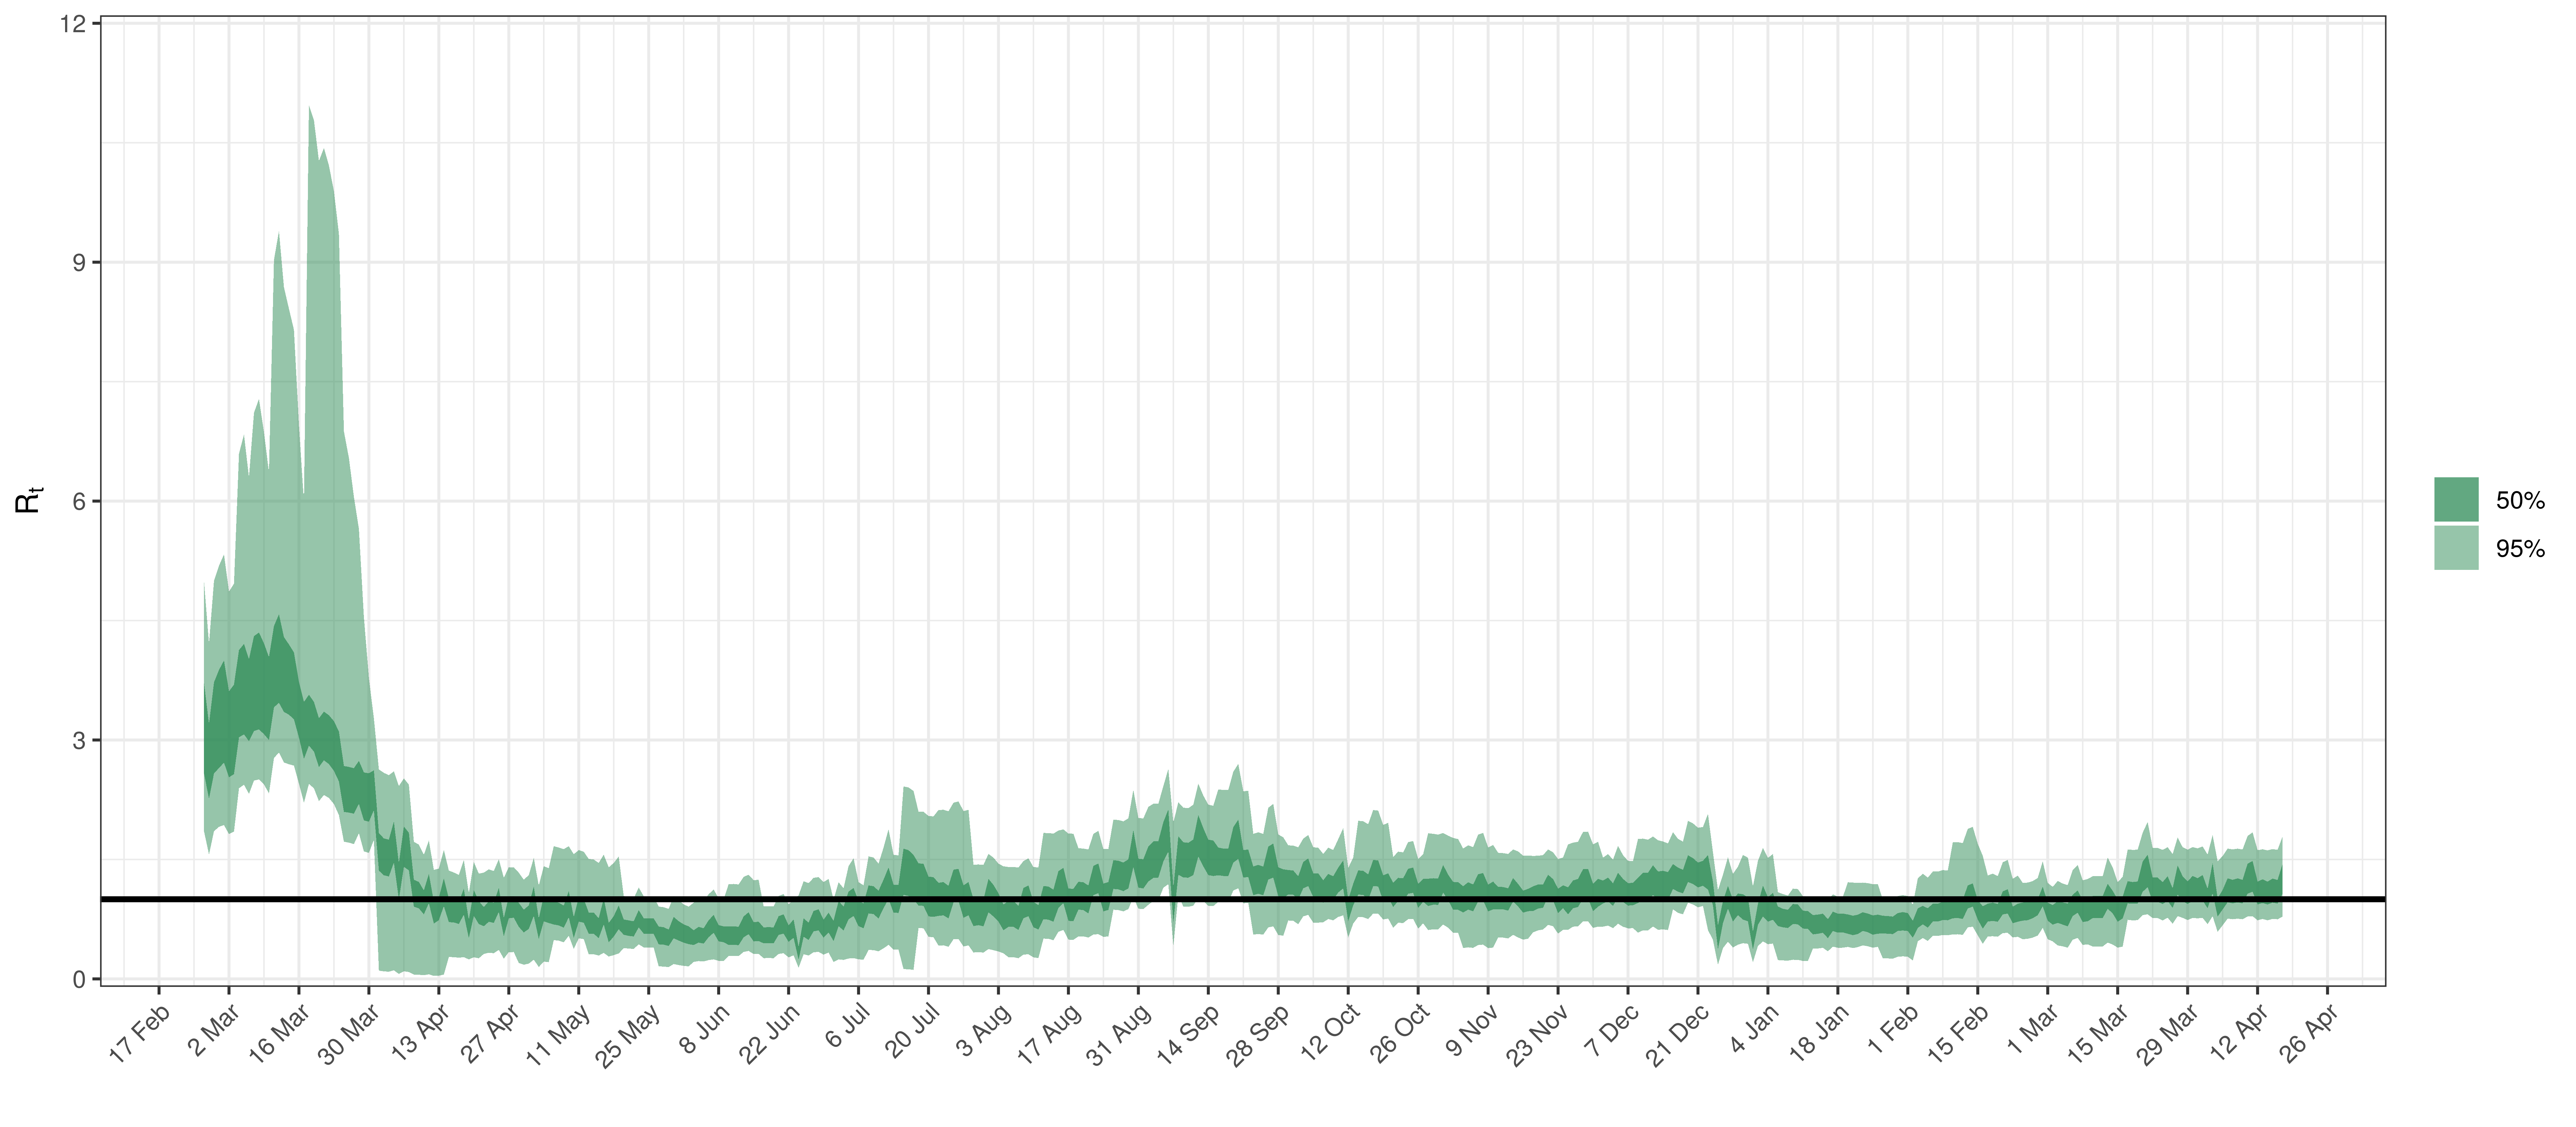 12
9
6
3
0
Rt
17 Feb
2 Mar
16 Mar
30 Mar
13 Apr
27 Apr
11 May
25 May
8 Jun
22 Jun
6 Jul
20 Jul
3 Aug
17 Aug
31 Aug
14 Sep
28 Sep
12 Oct
26 Oct
9 Nov
23 Nov
7 Dec
21 Dec
4 Jan
18 Jan
1 Feb
15 Feb
1 Mar
15 Mar
29 Mar
12 Apr
26 Apr
50%
95%